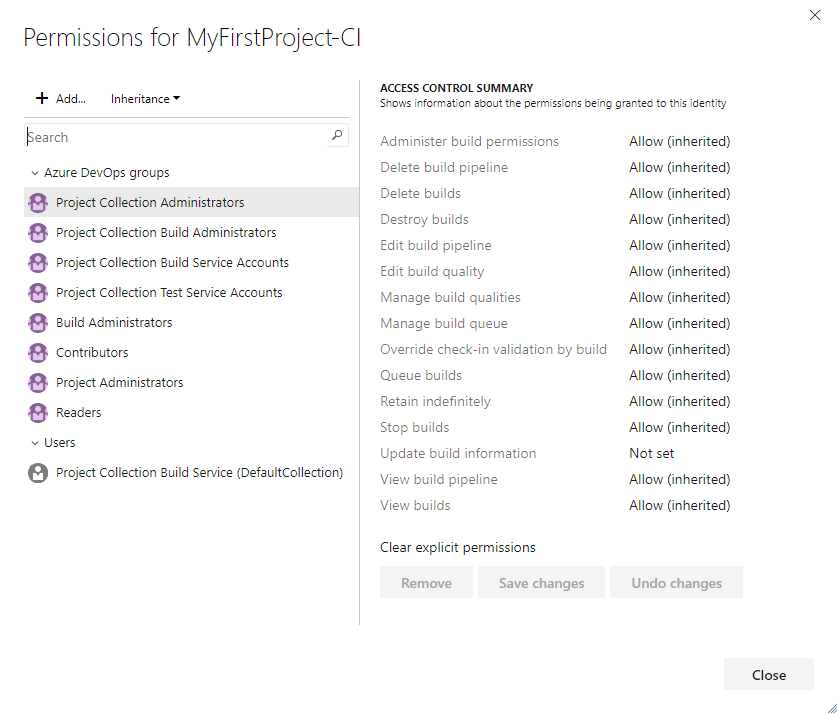 Permissions for MyFirstProject-CI
Add...
Inheritance
Search
Azure DevOps groups
Project Collection Administrators
Project Collection Build Administrators
Project Collection Build Service Accounts
Project Collection Test Service Accounts
Build Administrators
Contributors
Project Administrators
Readers
Users
Project Collection Build Service (DefaultCollection)
ACCESS CONTROL SUMMARY
Shows information about the permissions being granted to this identity
Administer build permissions Allow (inherited)
Delete build pipeline Allow (inherited)
Delete builds Allow (inherited)
Destroy builds Allow (inherited)
Edit build pipeline Allow (inherited)
Edit build quality Allow (inherited)
Manage build qualities Allow (inherited)
Manage build queue Allow (inherited)
Override check-in validation by build Allow (inherited)
Queue builds Allow (inherited)
Retain indefinitely Allow (inherited)
Stop builds Allow (inherited)
Update build information Not set
View build pipeline Allow (inherited)
View builds Allow (inherited)
Clear explicit permissions
Remove Save changes Undo changes
Close